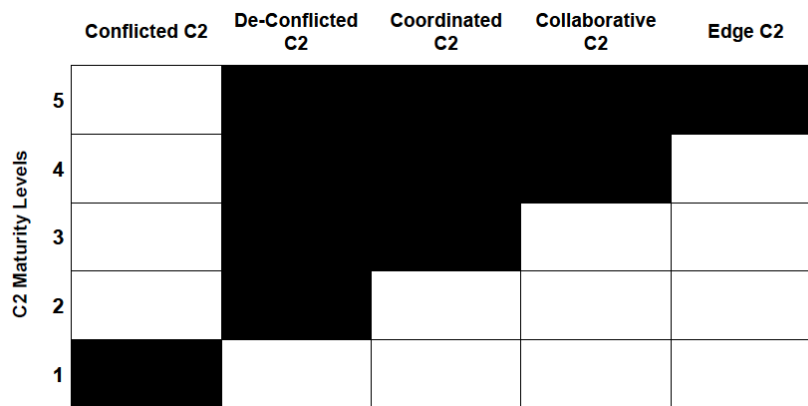 Conflicted C2
De-Conflicted
C2
Coordinated
C2
Collaborative
C2
Edge C2
C2 Maturity Levels
5
4
3
2
1